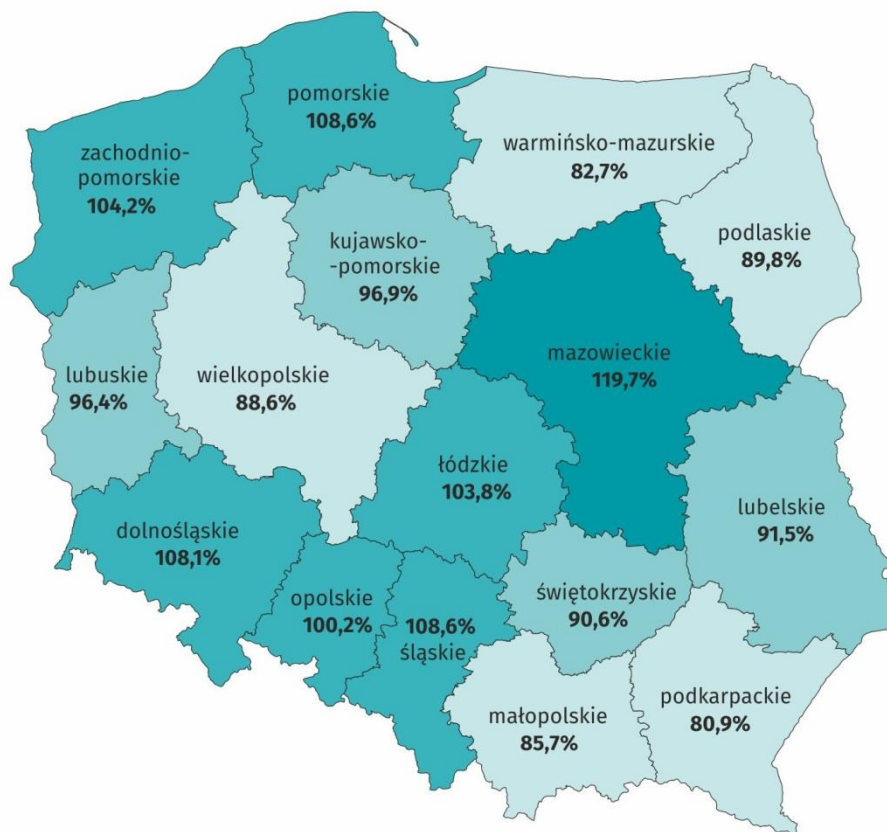 pomorskie
108,6%
zachodnio-
pomorskie
104,2%
warmińsko-mazurskie
82,7%
podlaskie
89,8%
kujawsko-
-pomorskie
96,9%
mazowieckie
119,7%
lubuskie
96,4%
wielkopolskie
88,6%
łódzkie
103,8%
lubelskie
91,5%
dolnośląskie
108,1%
opolskie
100,2%
108,6%
śląskie
świętokrzyskie
90,6%
małopolskie
85,7%
podkarpackie
80,9%